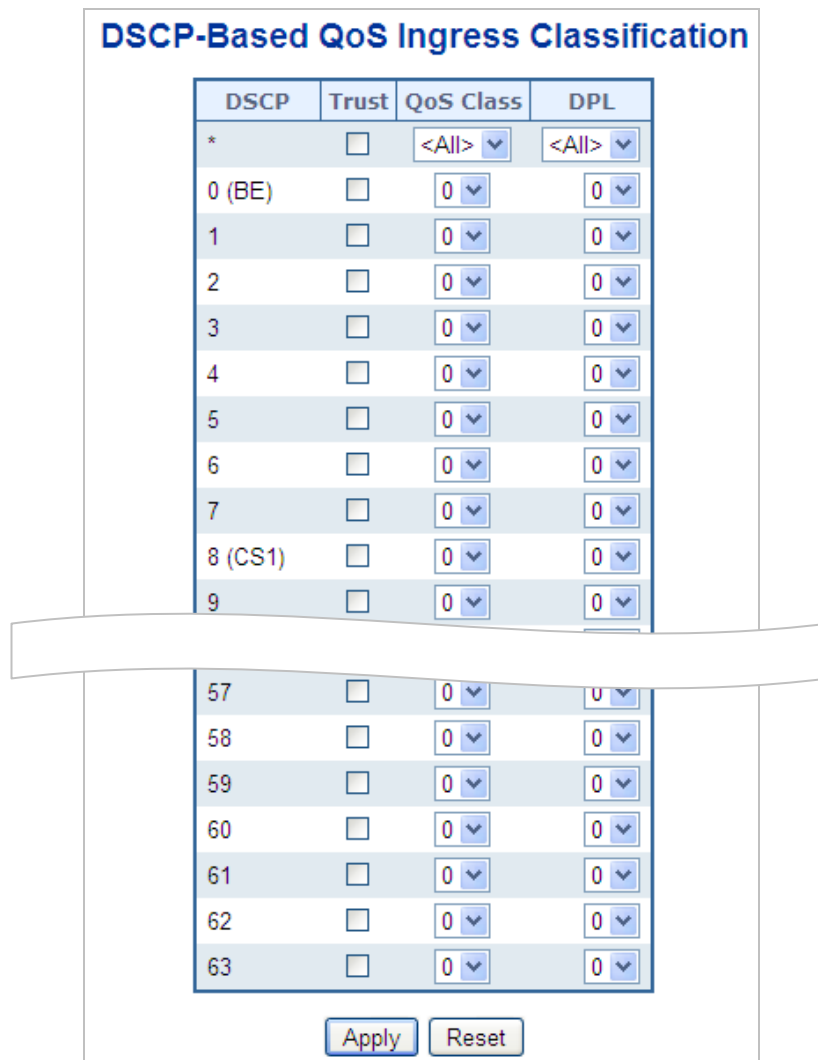 DSCP-Based QoS Ingress Classification
DSCP Trust QoS Class DPL
* <All> <All>
0 (BE) 0 0
1 0 0
2 0 0
3 0 0
4 0 0
5 0 0
6 0 0
7 0 0
8 (CS1) 0 0
9 0 0
57 0 0
58 0 0
59 0 0
60 0 0
61 0 0
62 0 0
63 0 0
Apply Reset